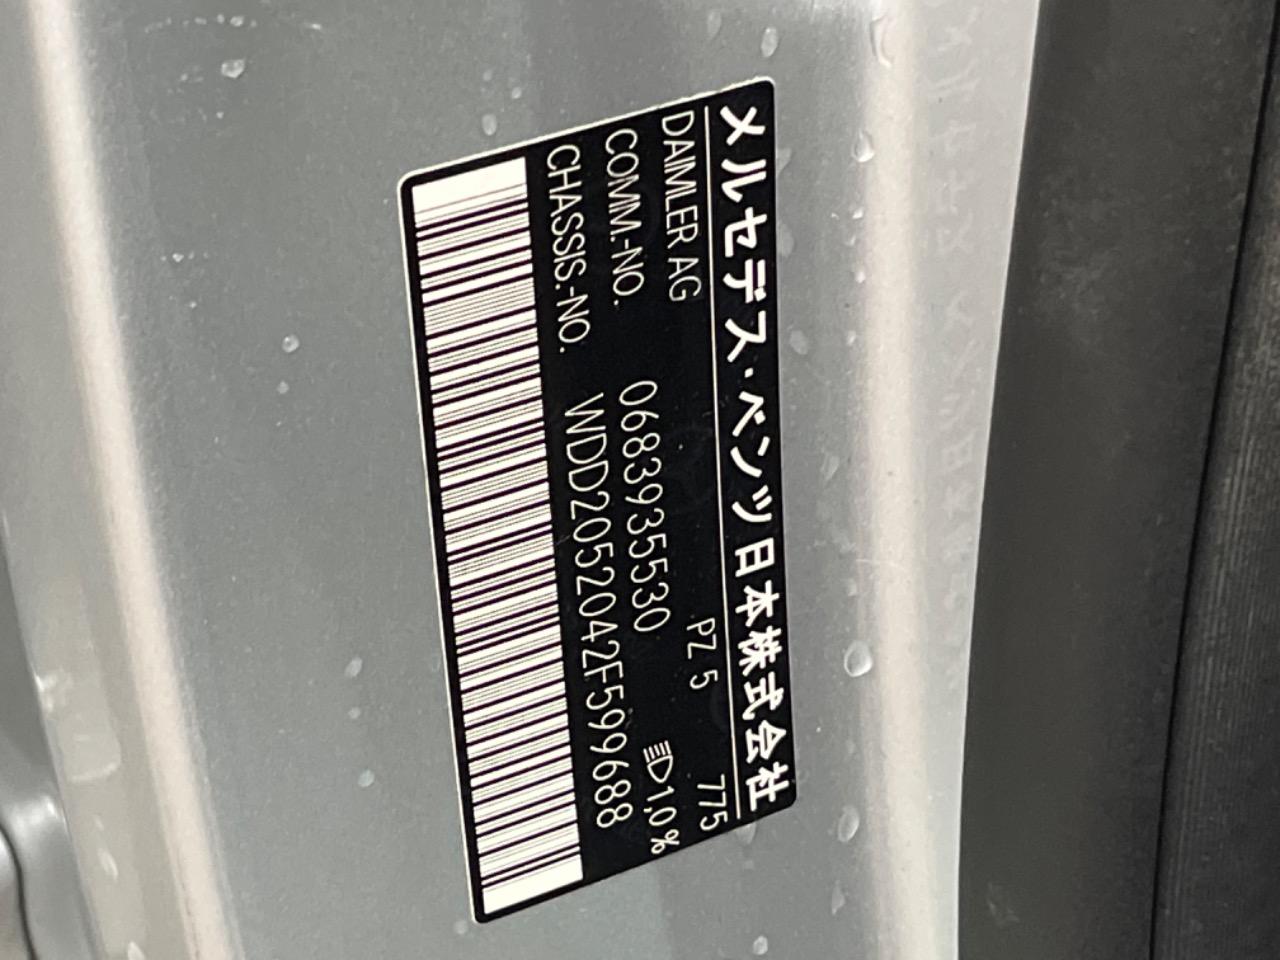 メルセデス・ベンツ日本株式会社
DAIMLER AG PZ 5 775
COMM.-NO. 0683935530 1,0%
CHASSIS.-NO. WDD2052042F599688